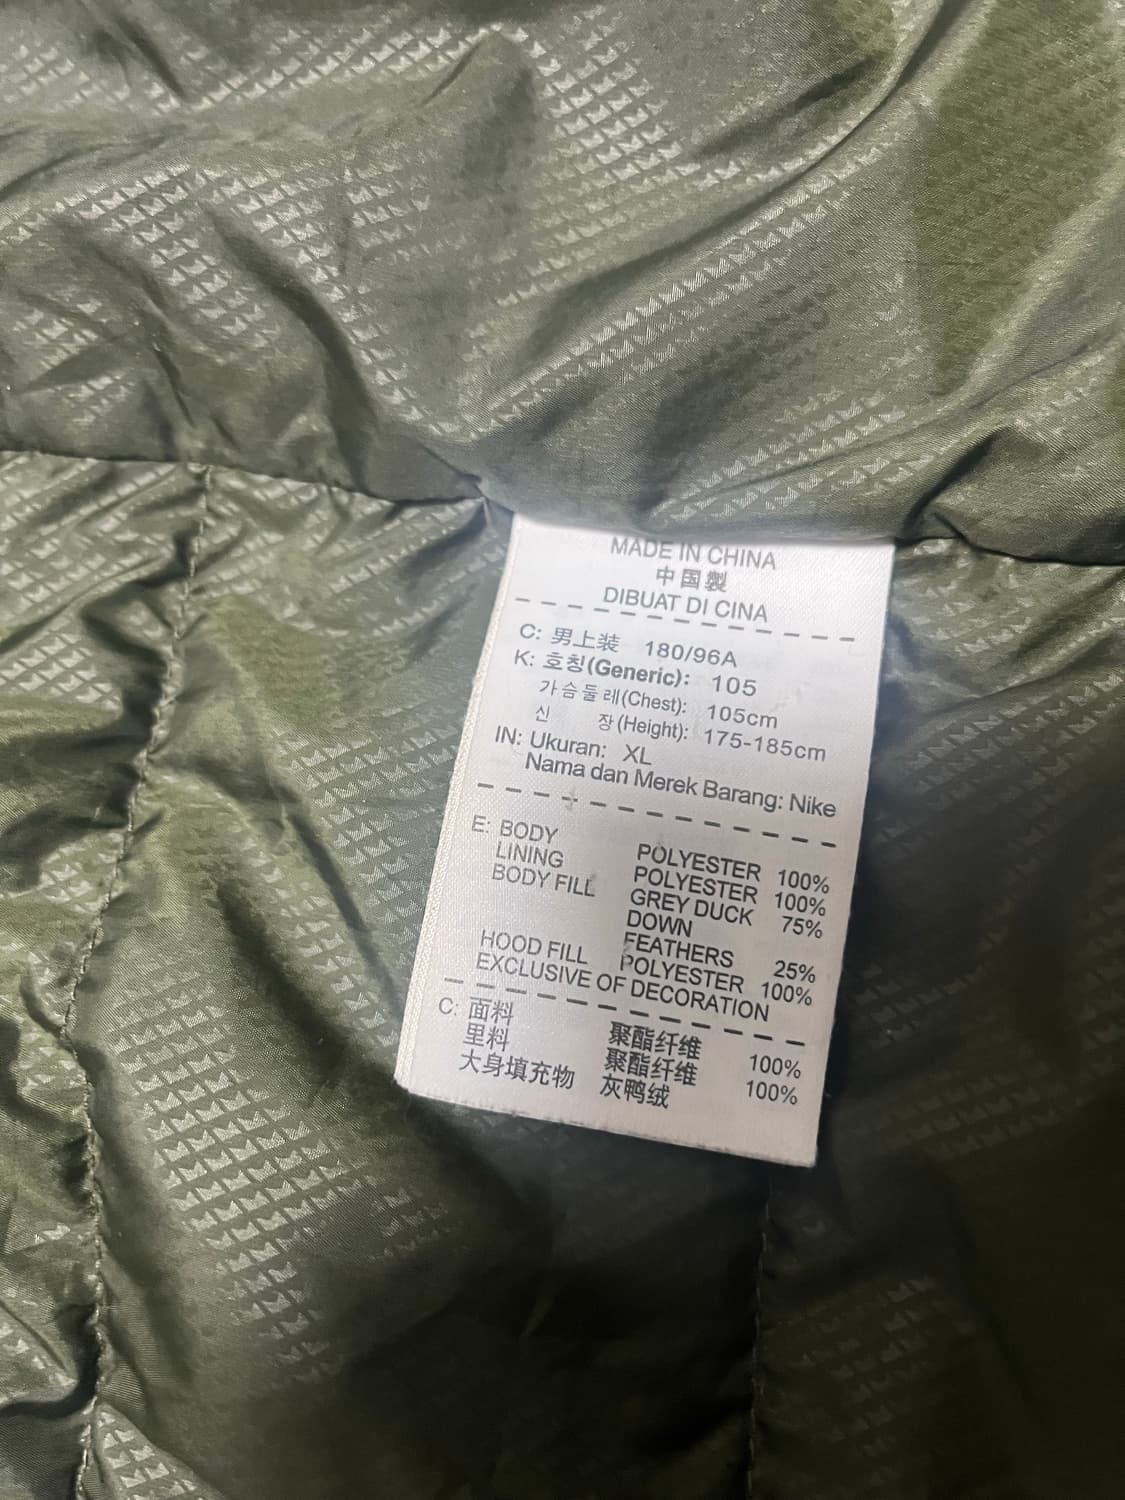 MADE IN CHINA
中国製
DIBUAT DI CINA
C: 男上装 180/96A
K: 호칭(Generic): 105
가슴둘레(Chest): 105cm
신 장(Height): 175-185cm
IN: Ukuran: XL
Nama dan Merek Barang: Nike
E: BODY POLYESTER 100%
LINING POLYESTER 100%
BODY FILL GREY DUCK 75%
DOWN
FEATHERS 25%
HOOD FILL POLYESTER 100%
EXCLUSIVE OF DECORATION
C: 面料 聚酯纤维 100%
里料 聚酯纤维 100%
大身填充物 灰鸭绒